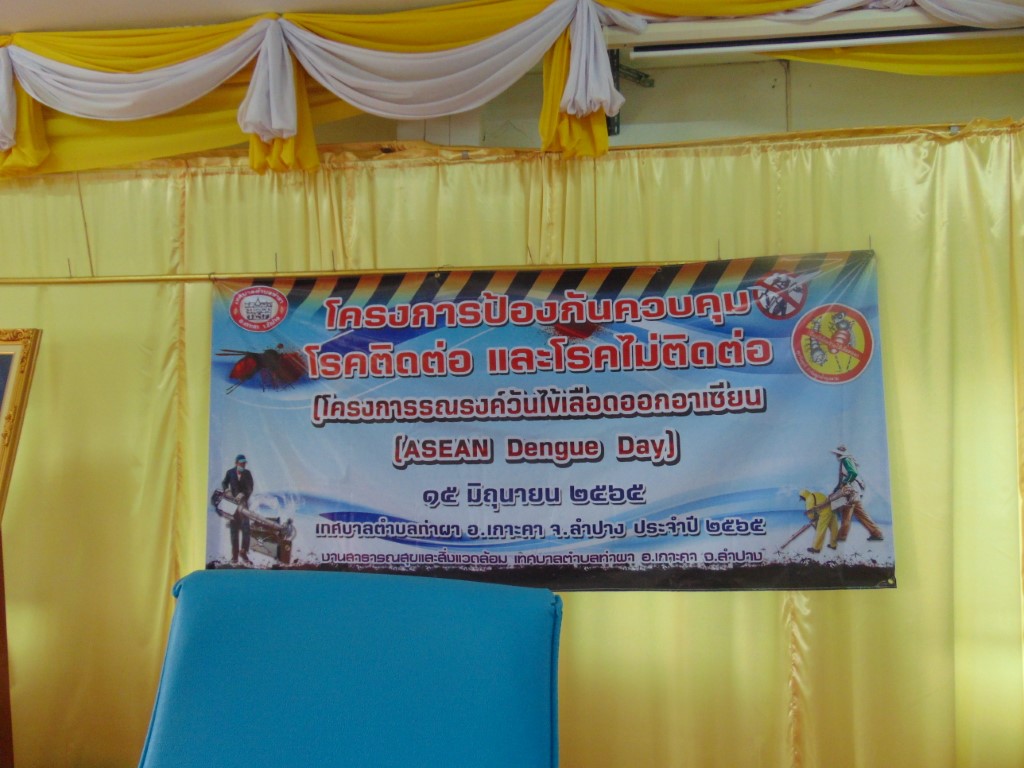 โครงการป้องกันควบคุม
โรคติดต่อ และโรคไม่ติดต่อ
(โครงการรณรงค์วันไข้เลือดออกอาเซียน
(ASEAN Dengue Day)
๑๕ มิถุนายน ๒๕๖๕
เทศบาลตำบลท่าผา อ.เกาะคา จ.ลำปาง ประจำปี ๒๕๖๕
งานสาธารณสุขและสิ่งแวดล้อม เทศบาลตำบลท่าผา อ.เกาะคา จ.ลำปาง